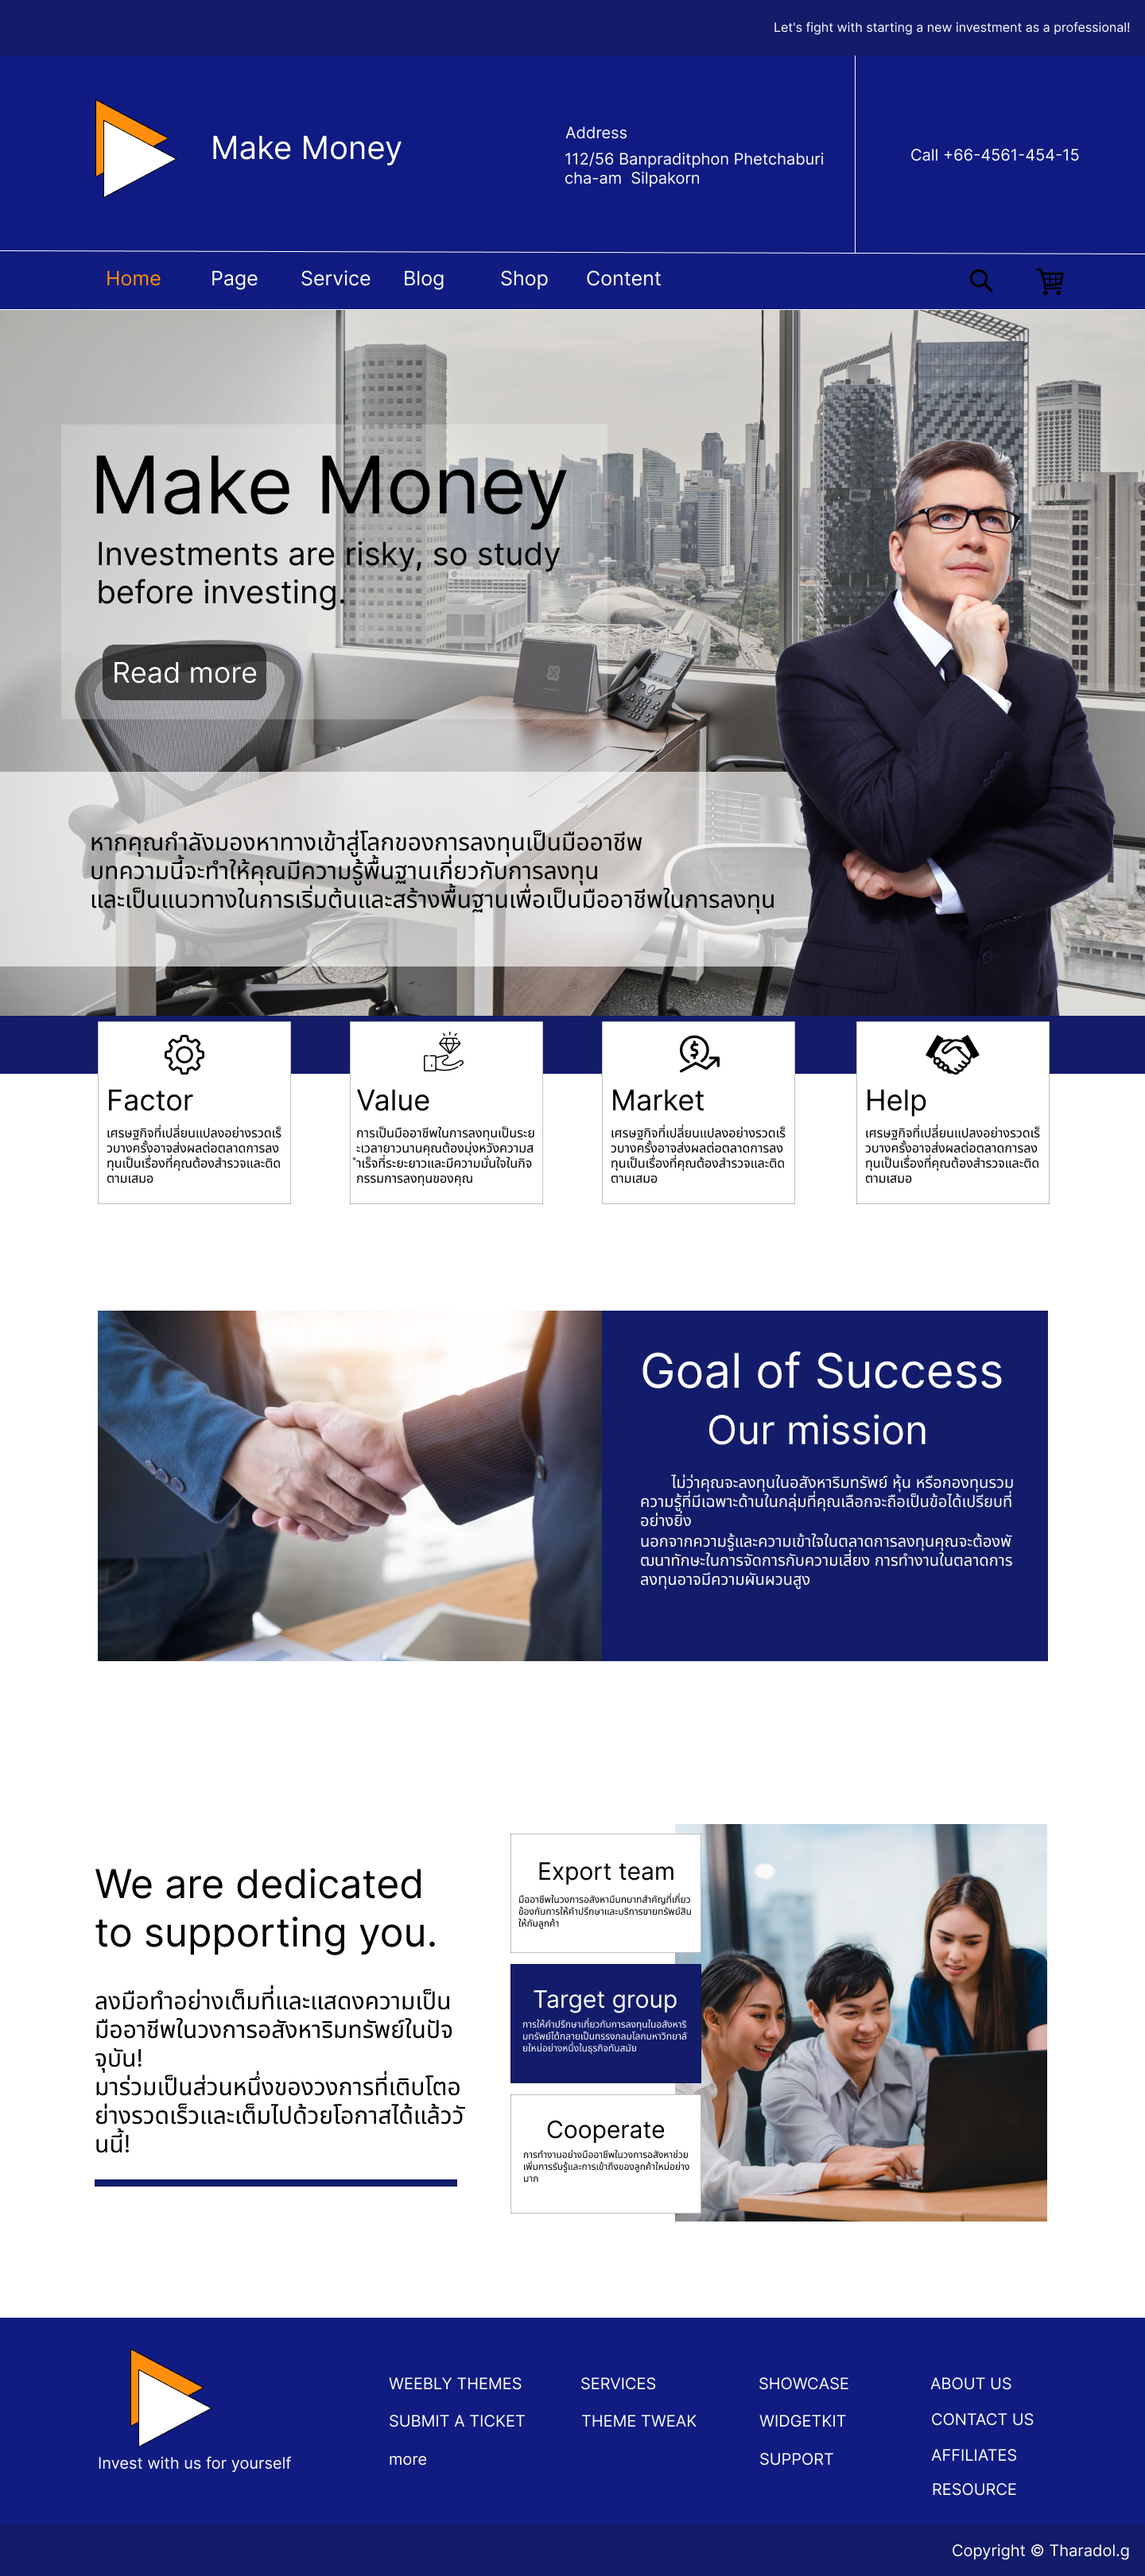 Let's fight with starting a new investment as a professional!
Make Money
Address
112/56 Banpraditphon Phetchaburi
cha-am Silpakorn
Call +66-4561-454-15
Home Page Service Blog Shop Content
Make Money
Investments are risky, so study
before investing.
Read more
หากคุณกำลังมองหาทางเข้าสู่โลกของการลงทุนเป็นมืออาชีพ
บทความนี้จะทำให้คุณมีความรู้พื้นฐานเกี่ยวกับการลงทุน
และเป็นแนวทางในการเริ่มต้นและสร้างพื้นฐานเพื่อเป็นมืออาชีพในการลงทุน
Factor
เศรษฐกิจที่เปลี่ยนแปลงอย่างรวดเร็
วบางครั้งอาจส่งผลต่อตลาดการลง
ทุนเป็นเรื่องที่คุณต้องสำรวจและติด
ตามเสมอ
Value
การเป็นมืออาชีพในการลงทุนเป็นระย
ะเวลายาวนานคุณต้องมุ่งหวังความส
ำเร็จที่ระยะยาวและมีความมั่นใจในกิจ
กรรมการลงทุนของคุณ
Market
เศรษฐกิจที่เปลี่ยนแปลงอย่างรวดเร็
วบางครั้งอาจส่งผลต่อตลาดการลง
ทุนเป็นเรื่องที่คุณต้องสำรวจและติด
ตามเสมอ
Help
เศรษฐกิจที่เปลี่ยนแปลงอย่างรวดเร็
วบางครั้งอาจส่งผลต่อตลาดการลง
ทุนเป็นเรื่องที่คุณต้องสำรวจและติด
ตามเสมอ
Goal of Success
Our mission
ไม่ว่าคุณจะลงทุนในอสังหาริมทรัพย์ หุ้น หรือกองทุนรวม
ความรู้ที่มีเฉพาะด้านในกลุ่มที่คุณเลือกจะถือเป็นข้อได้เปรียบที่
อย่างยิ่ง
นอกจากความรู้และความเข้าใจในตลาดการลงทุนคุณจะต้องพั
ฒนาทักษะในการจัดการกับความเสี่ยง การทำงานในตลาดการ
ลงทุนอาจมีความผันผวนสูง
We are dedicated
to supporting you.
ลงมือทำอย่างเต็มที่และแสดงความเป็น
มืออาชีพในวงการอสังหาริมทรัพย์ในปัจ
จุบัน!
มาร่วมเป็นส่วนหนึ่งของวงการที่เติบโตอ
ย่างรวดเร็วและเต็มไปด้วยโอกาสได้แล้ววั
นนี้!
Export team
มืออาชีพในวงการอสังหามีบทบาทสำคัญที่เกี่ยว
ข้องกับการให้คำปรึกษาและบริการขายทรัพย์สิน
ให้กับลูกค้า
Target group
การให้คำปรึกษาเกี่ยวกับการลงทุนในอสังหาริ
มทรัพย์ได้กลายเป็นทรรงกลมโลกมหาวิทยาลั
ยใหม่อย่างหนึ่งในธุรกิจทันสมัย
Cooperate
การทำงานอย่างมืออาชีพในวงการอสังหาช่วย
เพิ่มการรับรู้และการเข้าถึงของลูกค้าใหม่อย่าง
มาก
Invest with us for yourself
WEEBLY THEMES
SUBMIT A TICKET
more
SERVICES
THEME TWEAK
SHOWCASE
WIDGETKIT
SUPPORT
ABOUT US
CONTACT US
AFFILIATES
RESOURCE
Copyright © Tharadol.g